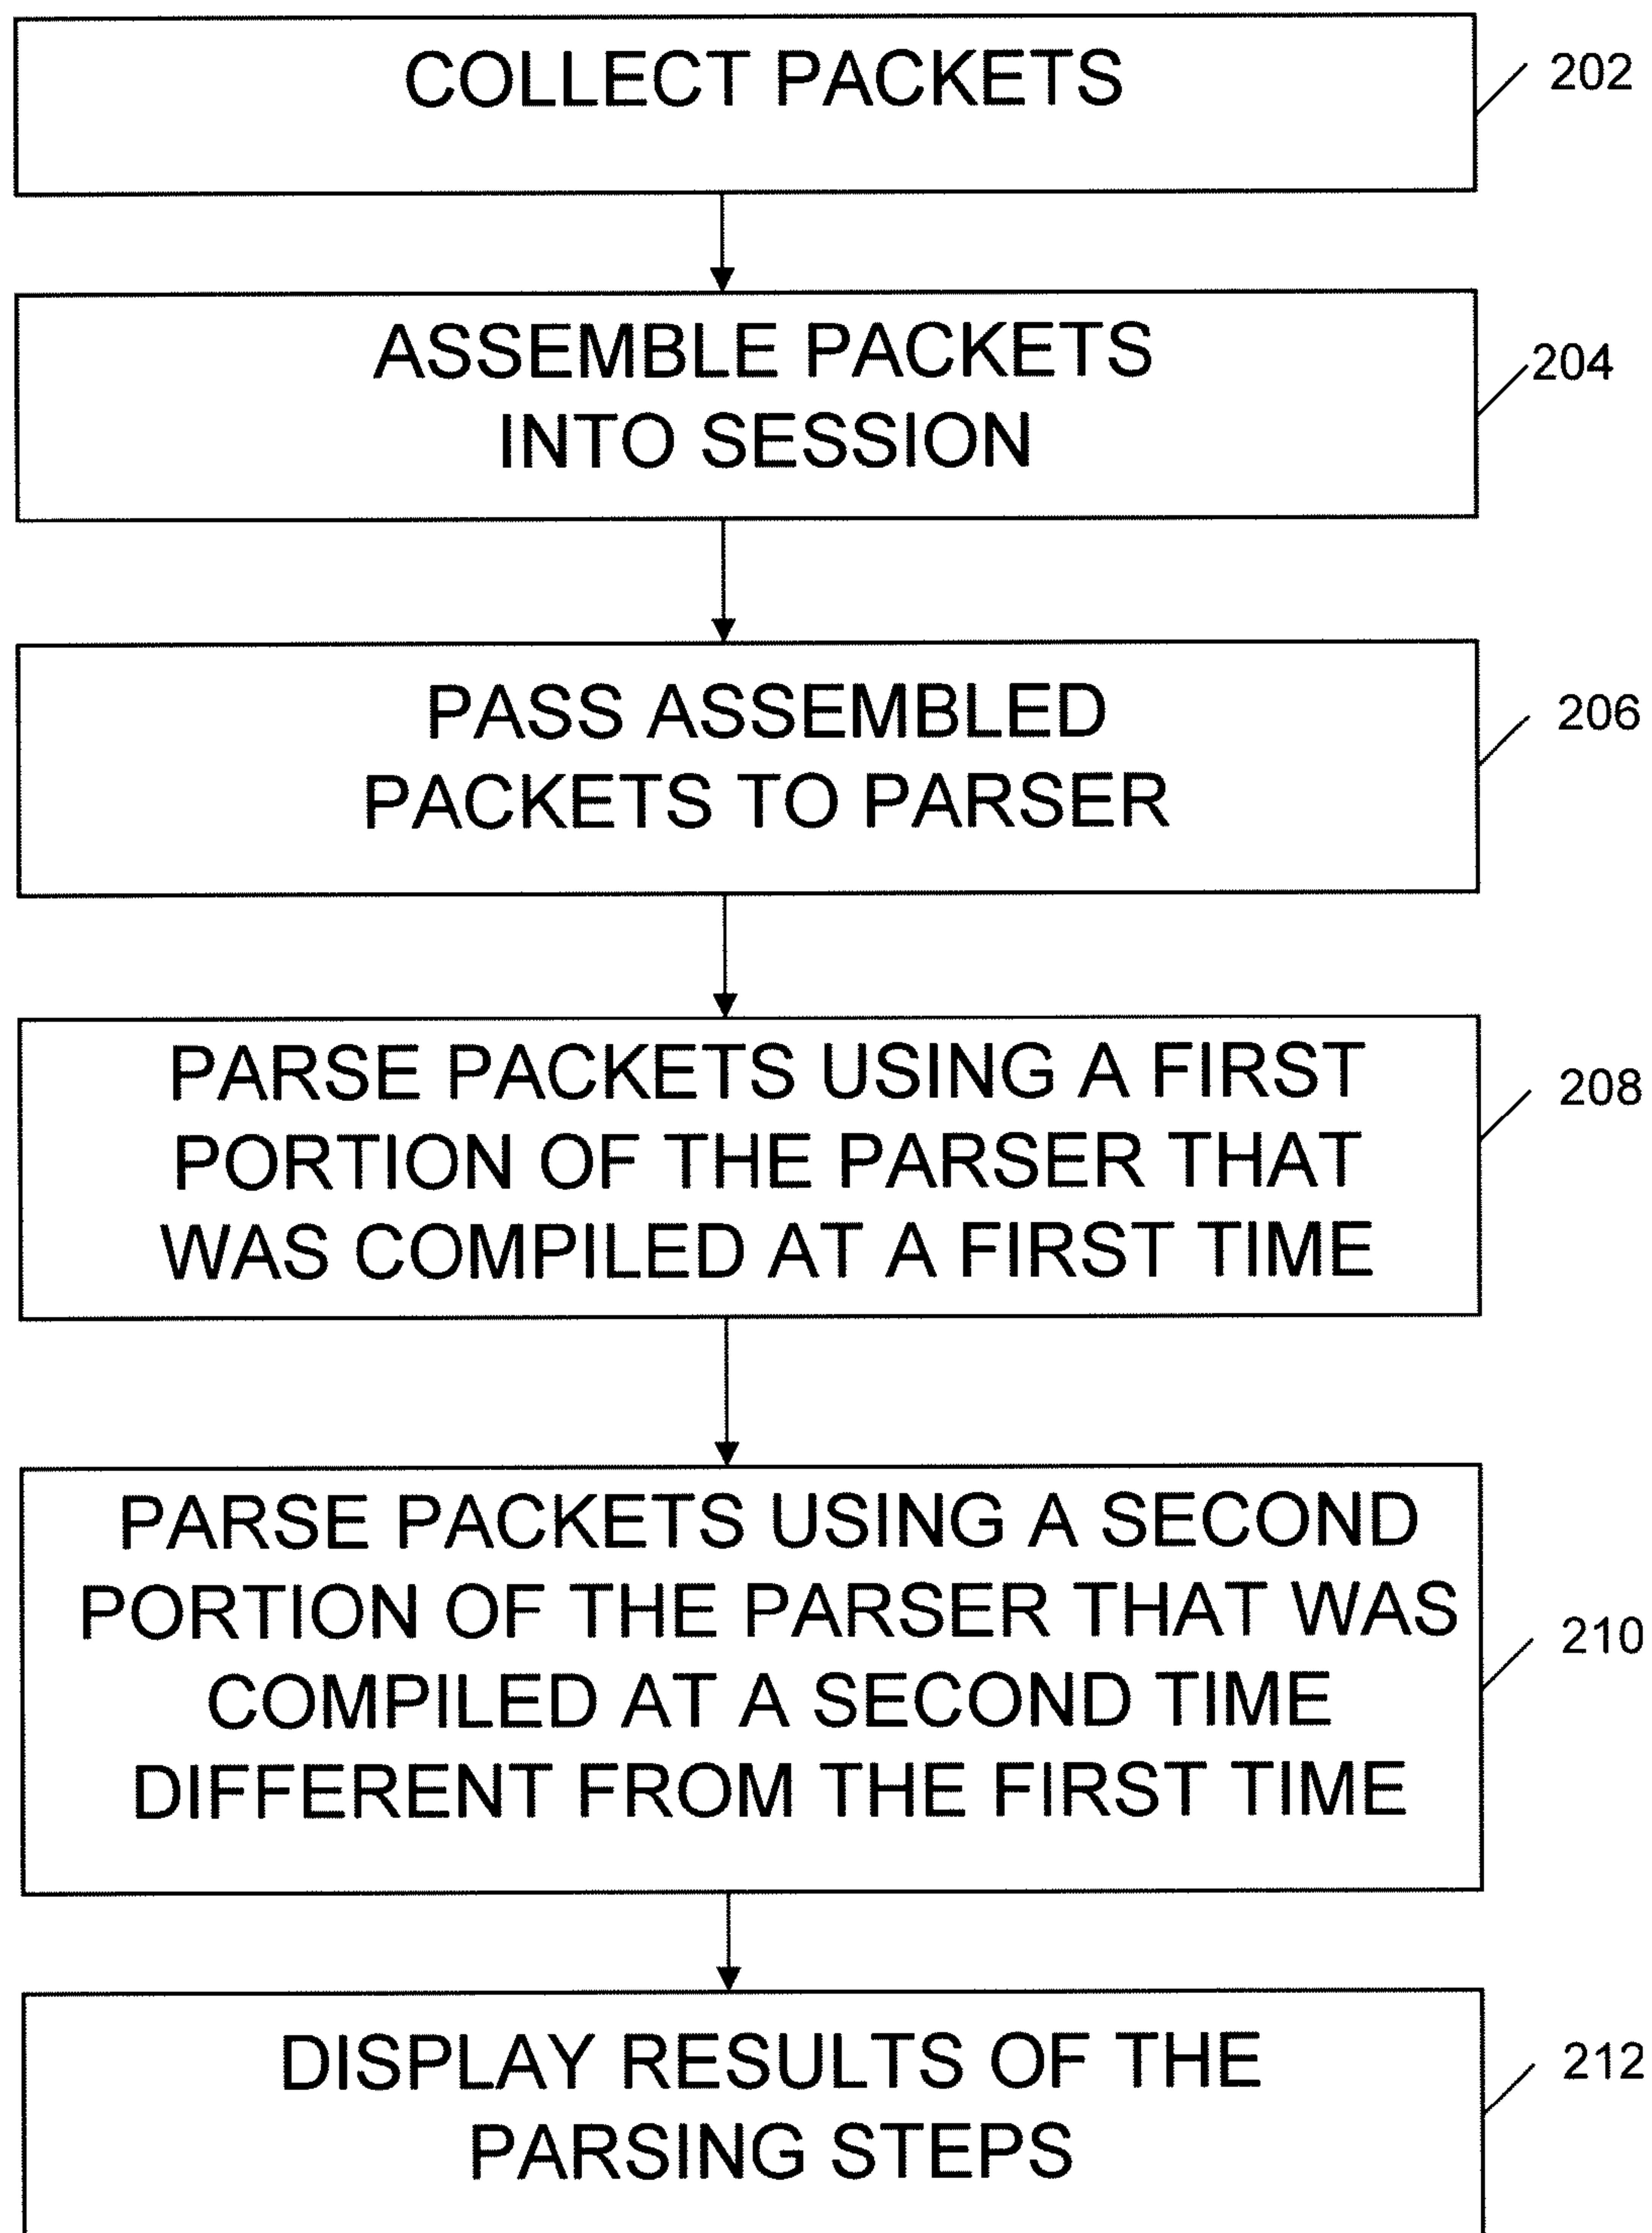 COLLECT PACKETS
202
ASSEMBLE PACKETS
INTO SESSION
204
PASS ASSEMBLED
PACKETS TO PARSER
206
PARSE PACKETS USING A FIRST
PORTION OF THE PARSER THAT
WAS COMPILED AT A FIRST TIME
208
PARSE PACKETS USING A SECOND
PORTION OF THE PARSER THAT WAS
COMPILED AT A SECOND TIME
DIFFERENT FROM THE FIRST TIME
210
DISPLAY RESULTS OF THE
PARSING STEPS
212